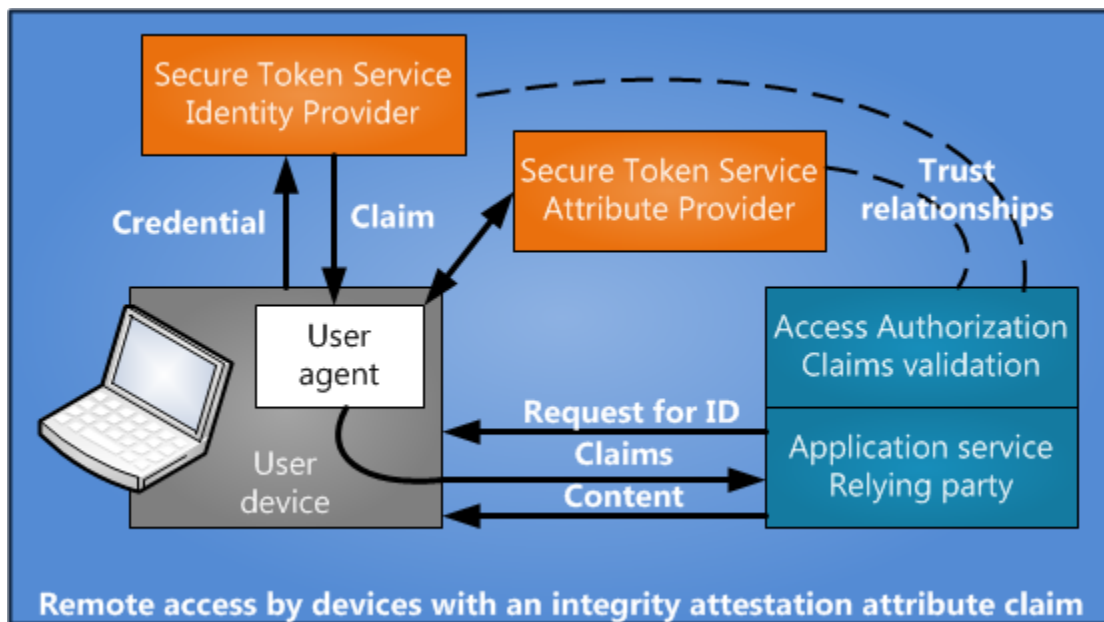 Secure Token Service
Identity Provider
Secure Token Service
Attribute Provider
Trust
relationships
Credential
Claim
User
agent
Access Authorization
Claims validation
Request for ID
Claims
Content
Application service
Relying party
User
device
Remote access by devices with an integrity attestation attribute claim